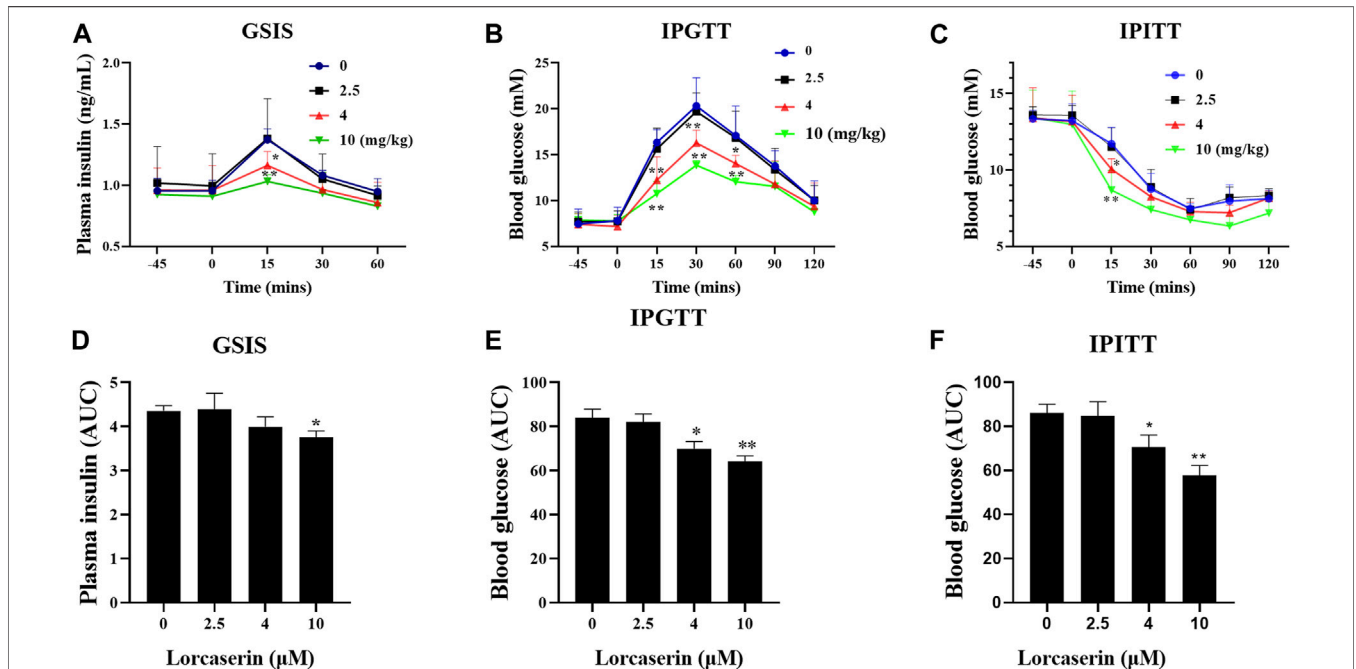 A
GSIS
Plasma insulin (ng/mL)
2.0
1.5
1.0
0.5
0
2.5
4
10 (mg/kg)
*
**
-45 0 15 30 60
Time (mins)
B
IPGTT
Blood glucose (mM)
25
20
15
10
5
0
2.5
4
10 (mg/kg)
**
*
**
**
**
**
-45 0 15 30 60 90 120
Time (mins)
C
IPITT
Blood glucose (mM)
15
10
5
0
2.5
4
10 (mg/kg)
*
**
-45 0 15 30 60 90 120
Time (mins)
D
GSIS
Plasma insulin (AUC)
5
4
3
2
1
0
*
0 2.5 4 10
Lorcaserin (μM)
E
IPGTT
Blood glucose (AUC)
100
80
60
40
20
0
*
**
0 2.5 4 10
Lorcaserin (μM)
F
IPITT
Blood glucose (AUC)
100
80
60
40
20
0
*
**
0 2.5 4 10
Lorcaserin (μM)